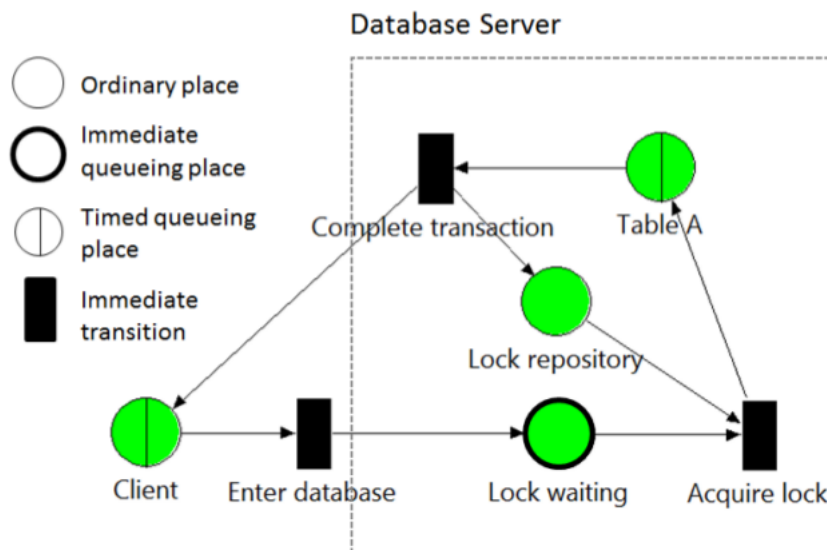 Database Server
Ordinary place
Immediate
queueing place
Timed queueing
place
Immediate
transition
Complete transaction
Table A
Lock repository
Client
Enter database
Lock waiting
Acquire lock